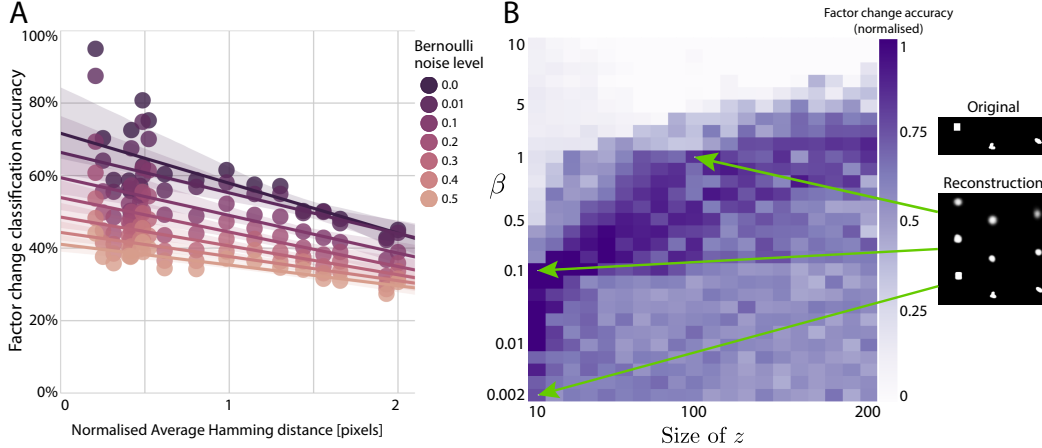 A
Factor change classification accuracy
100%
80%
60%
40%
20%
0%
0
1
2
Normalised Average Hamming distance [pixels]
Bernoulli
noise level
0.0
0.01
0.1
0.2
0.3
0.4
0.5
B
β
10
5
1
0.5
0.1
0.01
0.002
10
100
200
Size of z
Factor change accuracy
(normalised)
1
0.75
0.5
0.25
0
Original
Reconstruction